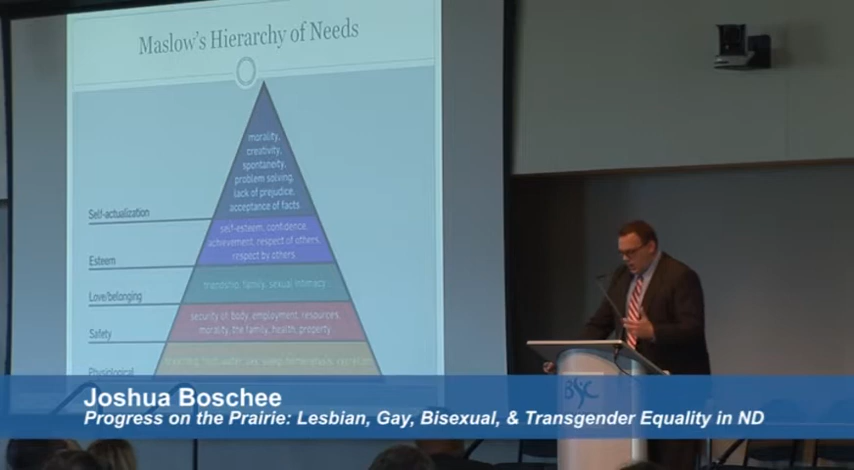 Maslow's Hierarchy of Needs
morality,
creativity,
spontaneity,
problem solving,
lack of prejudice,
acceptance of facts
Self-actualization
self-esteem, confidence,
achievement, respect of others,
respect by others
Esteem
friendship, family, sexual intimacy
Love/belonging
security of body, employment, resources,
morality, the family, health, property
Safety
Physiological
BSC
Joshua Boschee
Progress on the Prairie: Lesbian, Gay, Bisexual, & Transgender Equality in ND